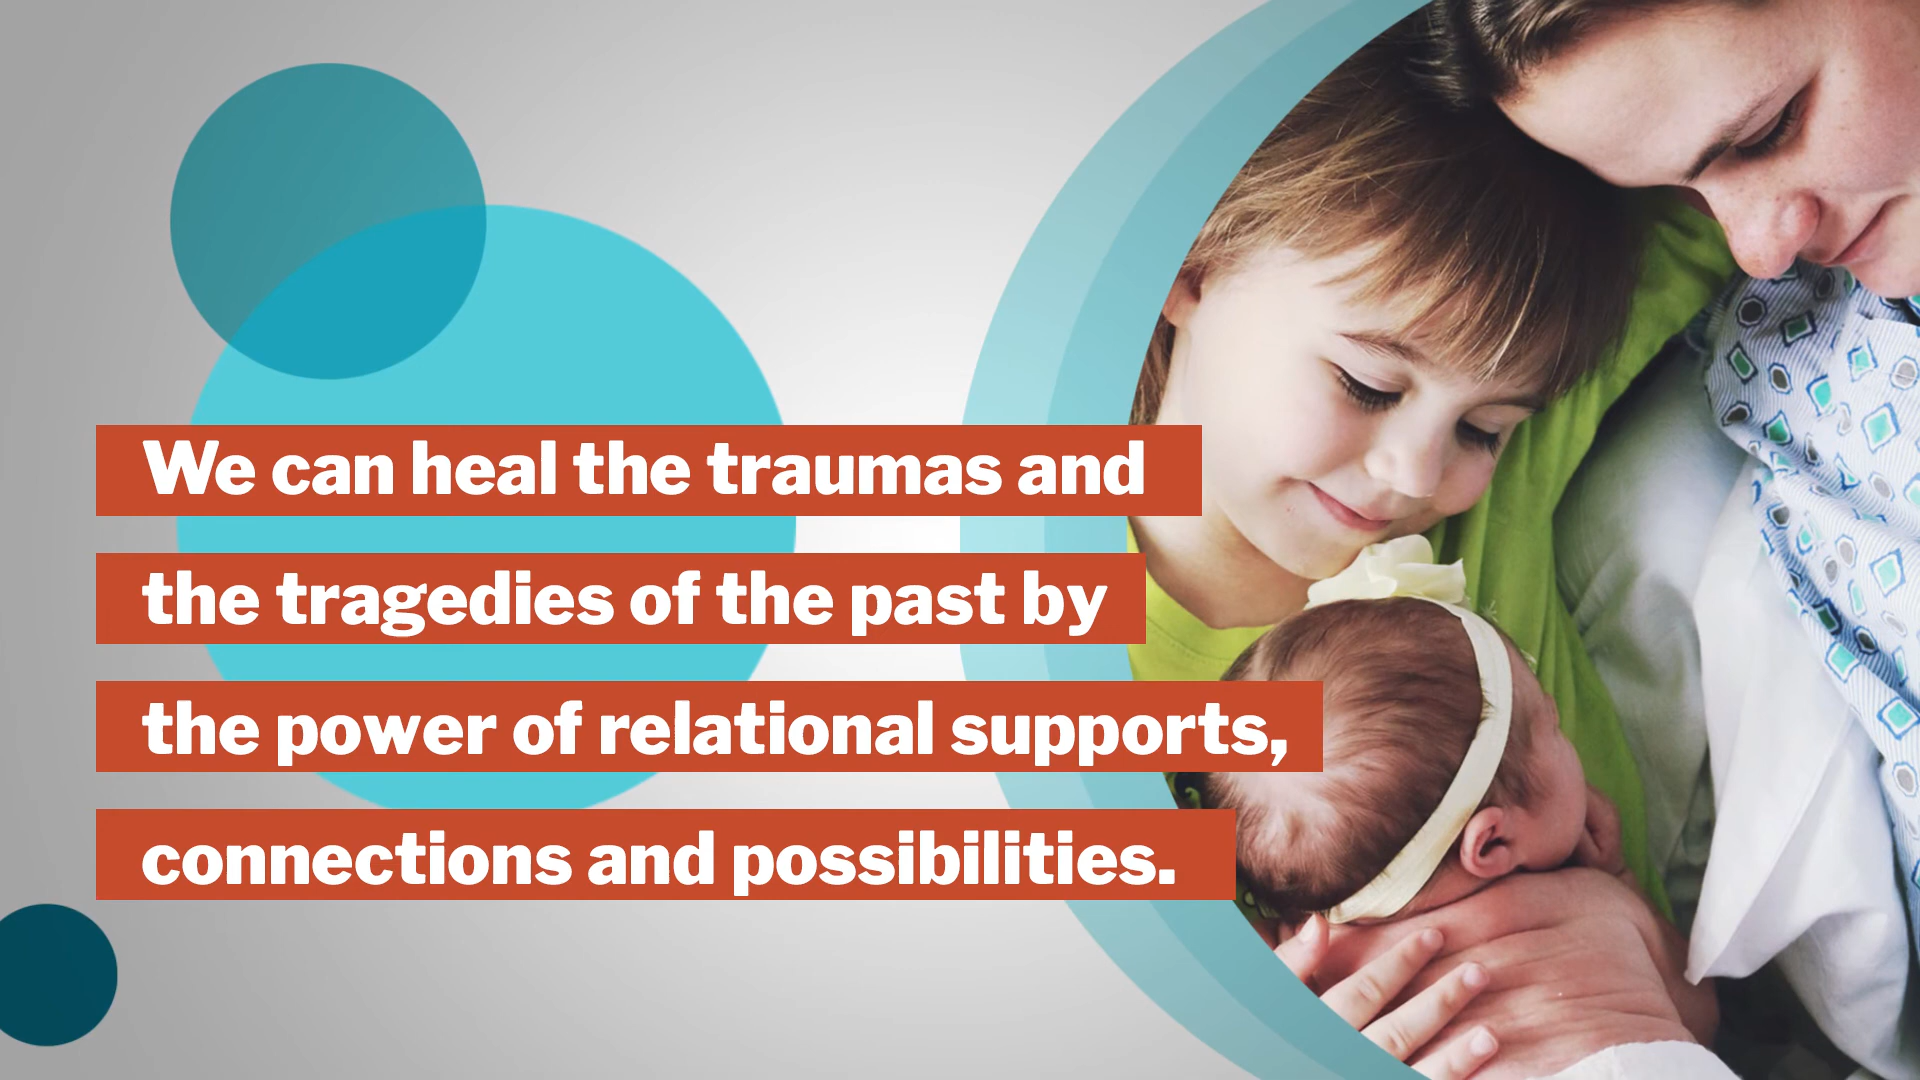 We can heal the traumas and
the tragedies of the past by
the power of relational supports,
connections and possibilities.